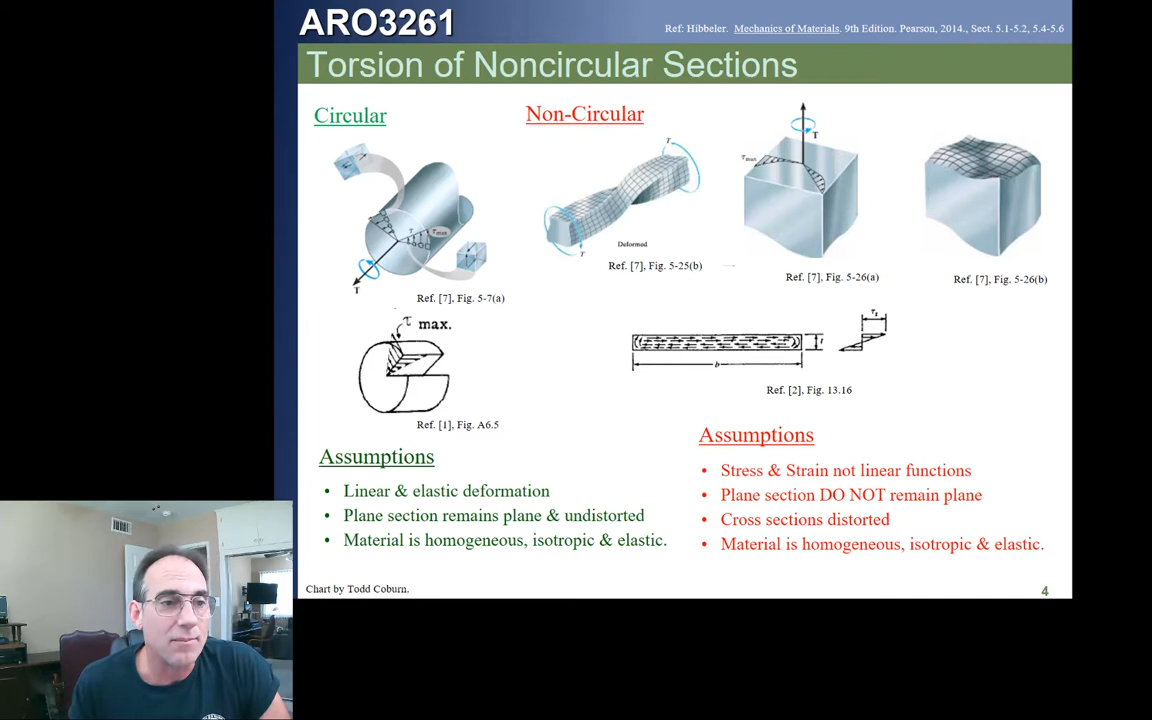 ARO3261
Ref: Hibbeler. Mechanics of Materials. 9th Edition. Pearson, 2014., Sect. 5.1-5.2, 5.4-5.6
Torsion of Noncircular Sections
Circular
Non-Circular
T
T
τmax
τ
τmax
Deformed
T
T
Ref. [7], Fig. 5-25(b)
Ref. [7], Fig. 5-26(a)
Ref. [7], Fig. 5-26(b)
Ref. [7], Fig. 5-7(a)
τ max.
τs
t
b
Ref. [2], Fig. 13.16
Ref. [1], Fig. A6.5
Assumptions
• Linear & elastic deformation
• Plane section remains plane & undistorted
• Material is homogeneous, isotropic & elastic.
Assumptions
• Stress & Strain not linear functions
• Plane section DO NOT remain plane
• Cross sections distorted
• Material is homogeneous, isotropic & elastic.
Chart by Todd Coburn.
4